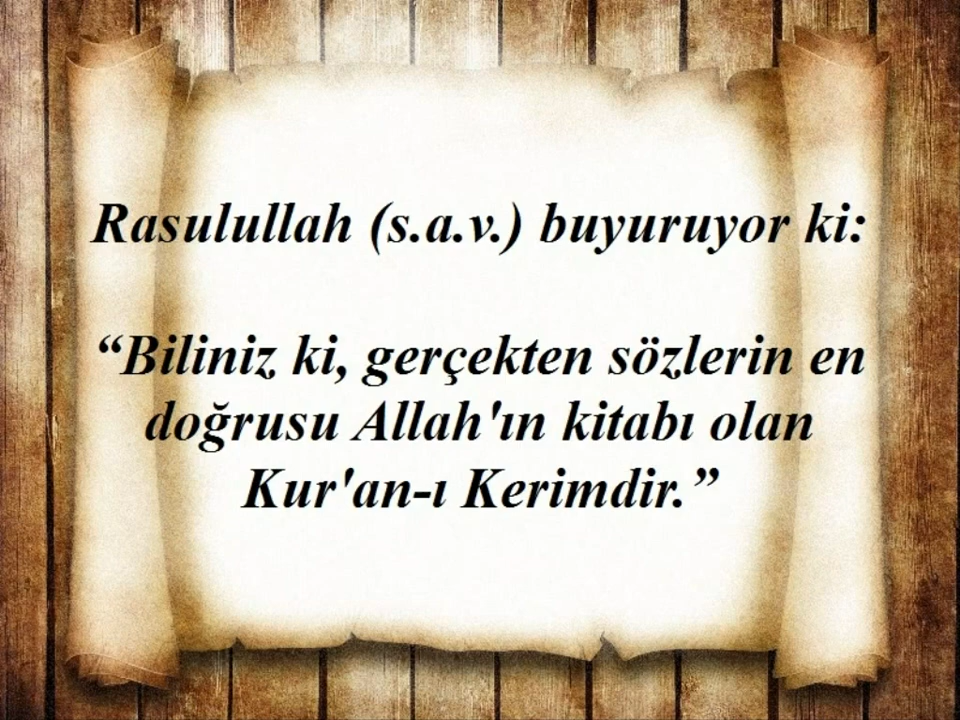 Rasulullah (s.a.v.) buyuruyor ki:
“Biliniz ki, gerçekten sözlerin en
doğrusu Allah'ın kitabı olan
Kur'an-ı Kerimdir.”